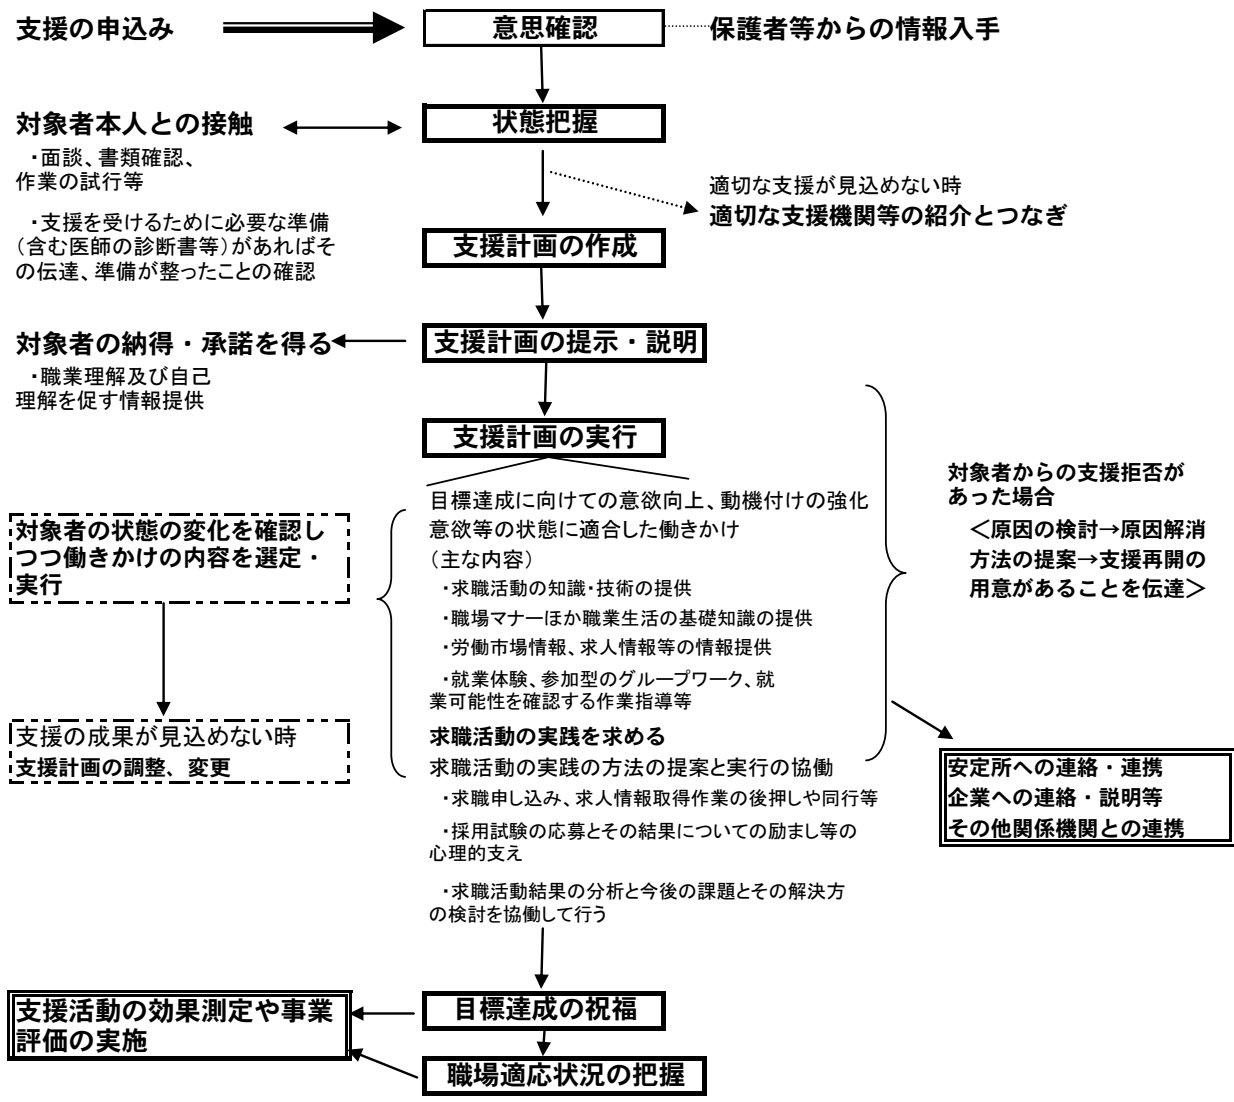 支援の申込み
意思確認
保護者等からの情報入手
対象者本人との接触
状態把握
・面談、書類確認、
作業の試行等
適切な支援が見込めない時
適切な支援機関等の紹介とつなぎ
・支援を受けるために必要な準備
(含む医師の診断書等)があればそ
の伝達、準備が整ったことの確認
支援計画の作成
対象者の納得・承諾を得る
支援計画の提示・説明
・職業理解及び自己
理解を促す情報提供
支援計画の実行
対象者からの支援拒否が
あった場合
<原因の検討→原因解消
方法の提案→支援再開の
用意があることを伝達>
目標達成に向けての意欲向上、動機付けの強化
意欲等の状態に適合した働きかけ
(主な内容)
・求職活動の知識・技術の提供
・職場マナーほか職業生活の基礎知識の提供
・労働市場情報、求人情報等の情報提供
・就業体験、参加型のグループワーク、就
業可能性を確認する作業指導等
対象者の状態の変化を確認し
つつ働きかけの内容を選定・
実行
支援の成果が見込めない時
支援計画の調整、変更
求職活動の実践を求める
求職活動の実践の方法の提案と実行の協働
・求職申し込み、求人情報取得作業の後押しや同行等
・採用試験の応募とその結果についての励まし等の
心理的支え
・求職活動結果の分析と今後の課題とその解決方
の検討を協働して行う
安定所への連絡・連携
企業への連絡・説明等
その他関係機関との連携
支援活動の効果測定や事業
評価の実施
目標達成の祝福
職場適応状況の把握